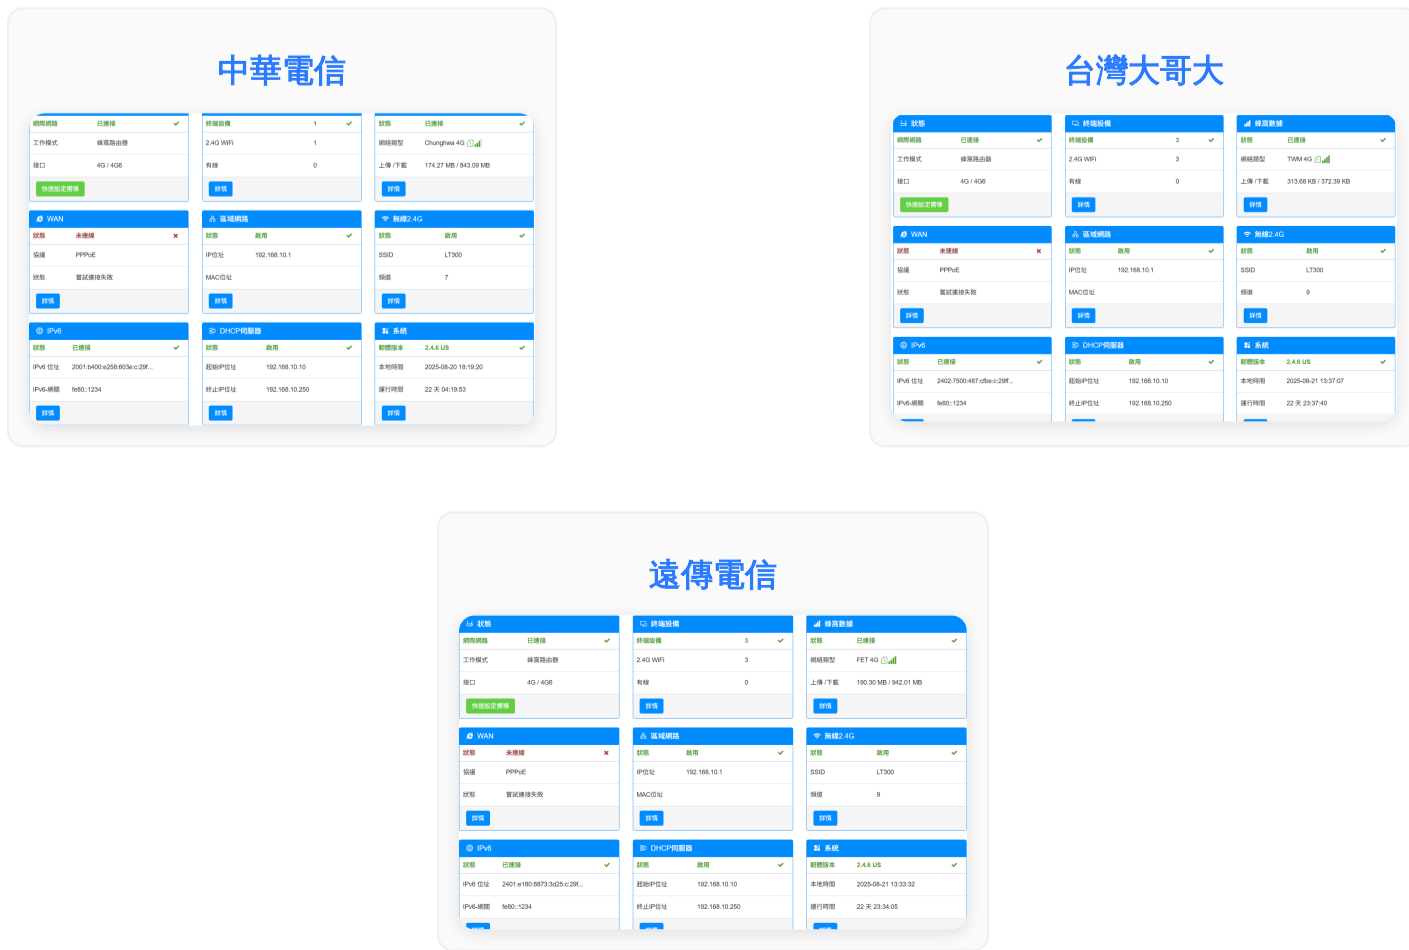 中華電信
網際網路 已連接
工作模式 蜂窩路由器
接口 4G / 4G6
快速設定嚮導
終端設備 1
2.4G WiFi 1
有線 0
詳情
狀態 已連接
網絡類型 Chunghwa 4G
上傳 /下載 174.27 MB / 843.09 MB
詳情
WAN
狀態 未連線
協議 PPPoE
狀態 嘗試連接失敗
詳情
區域網路
狀態 啟用
IP位址 192.168.10.1
MAC位址
詳情
無線2.4G
狀態 啟用
SSID LT300
頻道 7
詳情
IPv6
狀態 已連接
IPv6 位址 2001:b400:e258:603e:c:29f...
IPv6-網關 fe80::1234
詳情
DHCP伺服器
狀態 啟用
起始IP位址 192.168.10.10
終止IP位址 192.168.10.250
詳情
系統
韌體版本 2.4.6 US
本地時間 2025-08-20 18:19:20
運行時間 22 天 04:19:53
詳情
台灣大哥大
狀態
網際網路 已連接
工作模式 蜂窩路由器
接口 4G / 4G6
快速設定嚮導
終端設備
終端設備 3
2.4G WiFi 3
有線 0
詳情
蜂窩數據
狀態 已連接
網絡類型 TWM 4G
上傳 /下載 313.68 KB / 372.39 KB
詳情
WAN
狀態 未連線
協議 PPPoE
狀態 嘗試連接失敗
詳情
區域網路
狀態 啟用
IP位址 192.168.10.1
MAC位址
詳情
無線2.4G
狀態 啟用
SSID LT300
頻道 9
詳情
IPv6
狀態 已連接
IPv6 位址 2402:7500:487:cfbe:c:29ff...
IPv6-網關 fe80::1234
DHCP伺服器
狀態 啟用
起始IP位址 192.168.10.10
終止IP位址 192.168.10.250
系統
韌體版本 2.4.6 US
本地時間 2025-08-21 13:37:07
運行時間 22 天 23:37:40
遠傳電信
狀態
網際網路 已連接
工作模式 蜂窩路由器
接口 4G / 4G6
快速設定嚮導
終端設備
終端設備 3
2.4G WiFi 3
有線 0
詳情
蜂窩數據
狀態 已連接
網絡類型 FET 4G
上傳 /下載 190.30 MB / 942.01 MB
詳情
WAN
狀態 未連線
協議 PPPoE
狀態 嘗試連接失敗
詳情
區域網路
狀態 啟用
IP位址 192.168.10.1
MAC位址
詳情
無線2.4G
狀態 啟用
SSID LT300
頻道 9
詳情
IPv6
狀態 已連接
IPv6 位址 2401:e180:8873:3d25:c:29f...
IPv6-網關 fe80::1234
詳情
DHCP伺服器
狀態 啟用
起始IP位址 192.168.10.10
終止IP位址 192.168.10.250
詳情
系統
韌體版本 2.4.6 US
本地時間 2025-08-21 13:33:32
運行時間 22 天 23:34:05
詳情